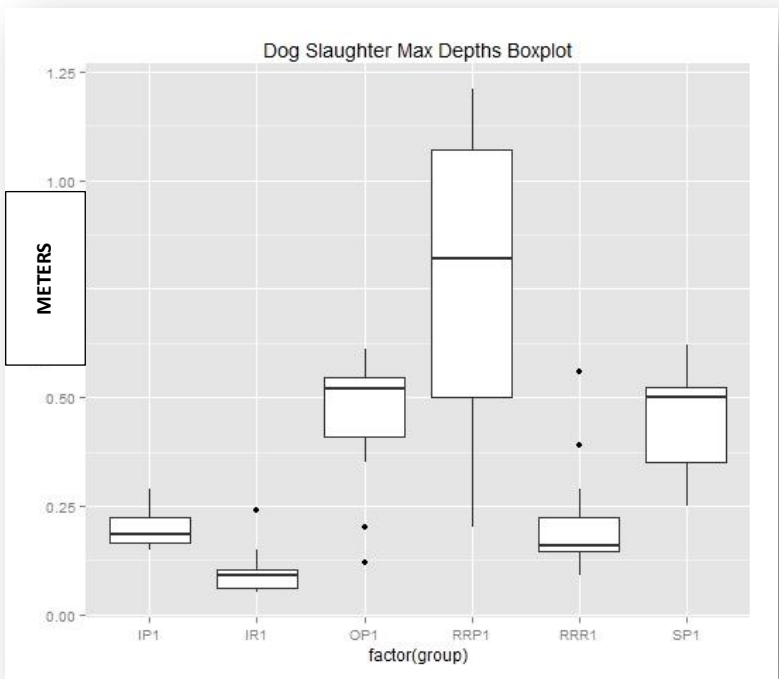 Dog Slaughter Max Depths Boxplot
1.25
1.00
METERS
0.50
0.25
0.00
IP1 IR1 OP1 RRP1 RRR1 SP1
factor(group)